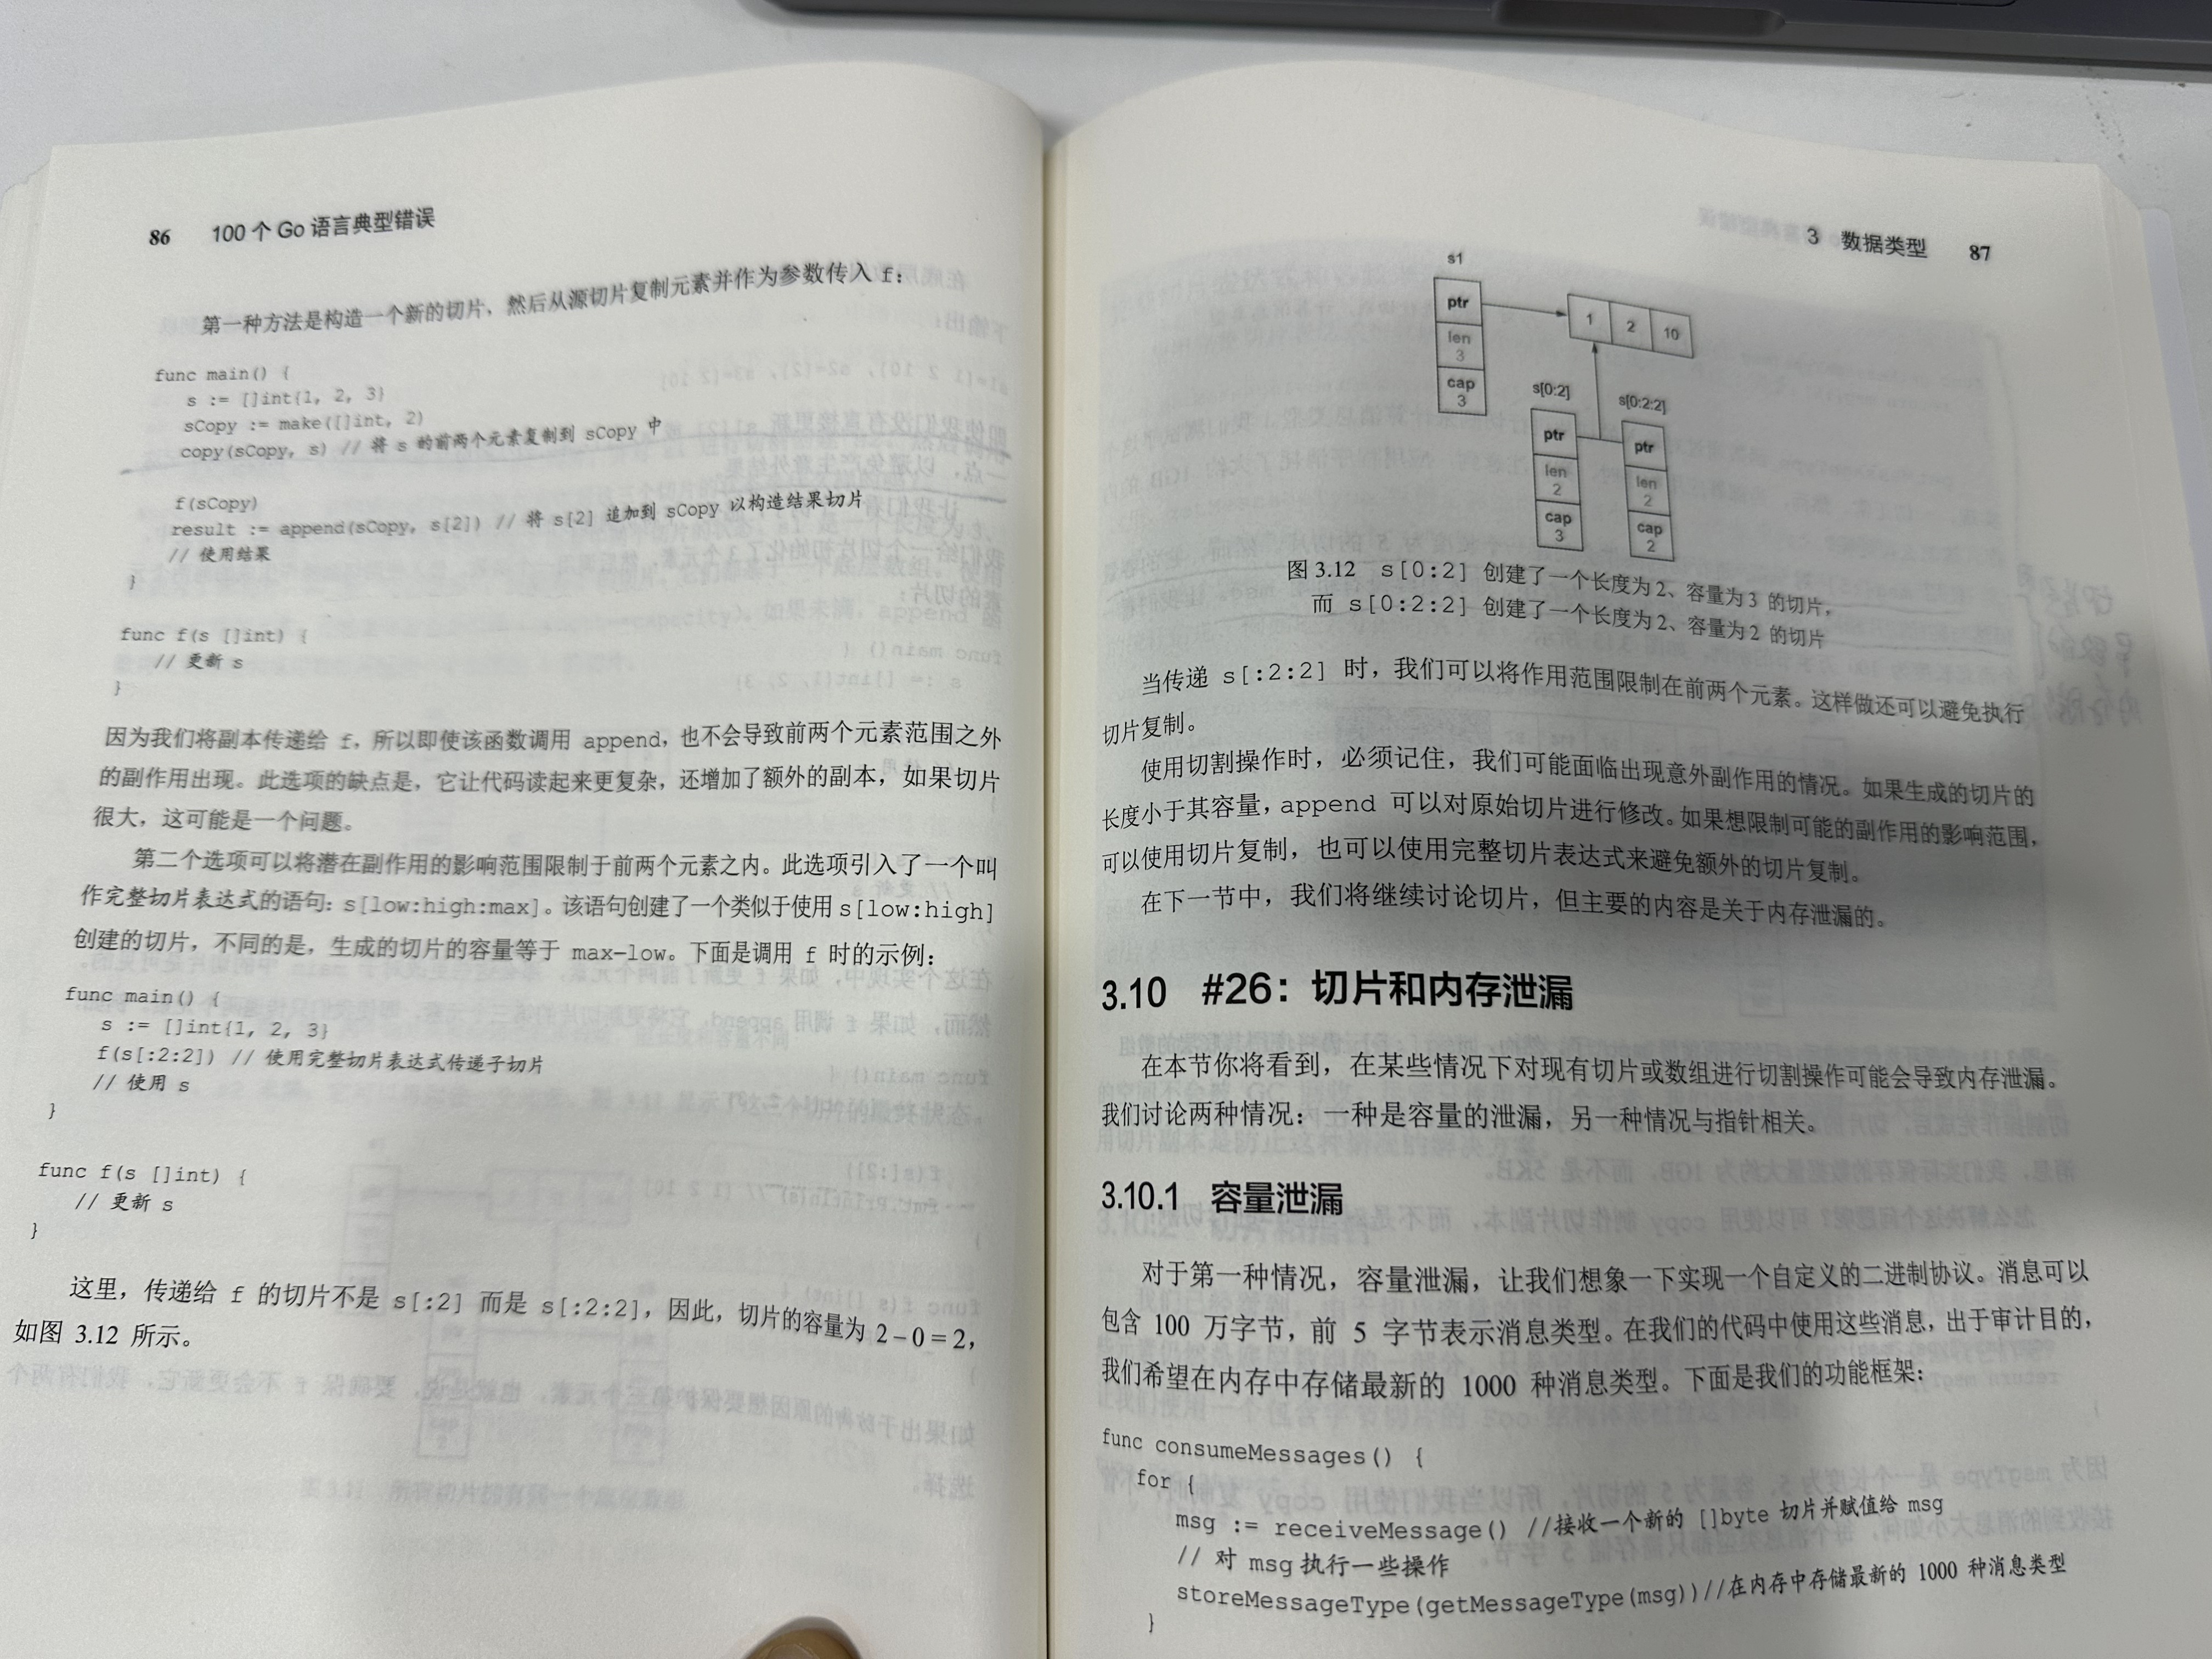 86 100 个 Go 语言典型错误
第一种方法是构造一个新的切片，然后从源切片复制元素并作为参数传入 f：
func main() {
s := []int{1, 2, 3}
sCopy := make([]int, 2)
copy(sCopy, s) // 将 s 的前两个元素复制到 sCopy 中
f(sCopy)
result := append(sCopy, s[2]) // 将 s[2] 追加到 sCopy 以构造结果切片
// 使用结果
}
func f(s []int) {
// 更新 s
}
因为我们将副本传递给 f，所以即使该函数调用 append，也不会导致前两个元素范围之外
的副作用出现。此选项的缺点是，它让代码读起来更复杂，还增加了额外的副本，如果切片
很大，这可能是一个问题。
第二个选项可以将潜在副作用的影响范围限制于前两个元素之内。此选项引入了一个叫
作完整切片表达式的语句：s[low:high:max]。该语句创建了一个类似于使用 s[low:high]
创建的切片，不同的是，生成的切片的容量等于 max-low。下面是调用 f 时的示例：
func main() {
s := []int{1, 2, 3}
f(s[:2:2]) // 使用完整切片表达式传递子切片
// 使用 s
}
func f(s []int) {
// 更新 s
}
这里，传递给 f 的切片不是 s[:2] 而是 s[:2:2]，因此，切片的容量为 2-0=2，
如图 3.12 所示。
3 数据类型 87
s1
ptr
len
3
cap
3
1 2 10
s[0:2]
ptr
len
2
cap
3
s[0:2:2]
ptr
len
2
cap
2
图 3.12 s[0:2] 创建了一个长度为 2、容量为 3 的切片，
而 s[0:2:2] 创建了一个长度为 2、容量为 2 的切片
当传递 s[:2:2] 时，我们可以将作用范围限制在前两个元素。这样做还可以避免执行
切片复制。
使用切割操作时，必须记住，我们可能面临出现意外副作用的情况。如果生成的切片的
长度小于其容量，append 可以对原始切片进行修改。如果想限制可能的副作用的影响范围，
可以使用切片复制，也可以使用完整切片表达式来避免额外的切片复制。
在下一节中，我们将继续讨论切片，但主要的内容是关于内存泄漏的。
3.10 #26：切片和内存泄漏
在本节你将看到，在某些情况下对现有切片或数组进行切割操作可能会导致内存泄漏。
我们讨论两种情况：一种是容量的泄漏，另一种情况与指针相关。
3.10.1 容量泄漏
对于第一种情况，容量泄漏，让我们想象一下实现一个自定义的二进制协议。消息可以
包含 100 万字节，前 5 字节表示消息类型。在我们的代码中使用这些消息，出于审计目的，
我们希望在内存中存储最新的 1000 种消息类型。下面是我们的功能框架：
func consumeMessages() {
for {
msg := receiveMessage() //接收一个新的 []byte 切片并赋值给 msg
// 对 msg 执行一些操作
storeMessageType(getMessageType(msg))//在内存中存储最新的 1000 种消息类型
}